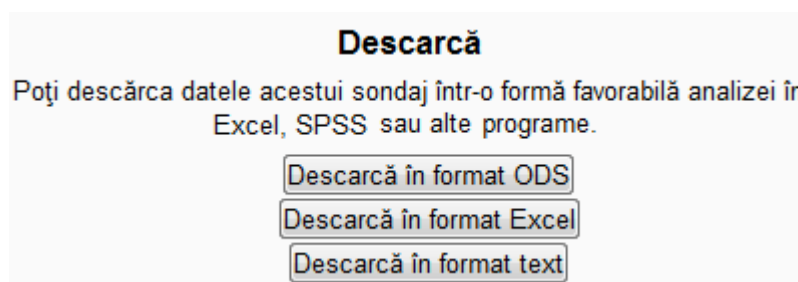 Descarcă
Poţi descărca datele acestui sondaj într-o formă favorabilă analizei în
Excel, SPSS sau alte programe.
Descarcă în format ODS
Descarcă în format Excel
Descarcă în format text